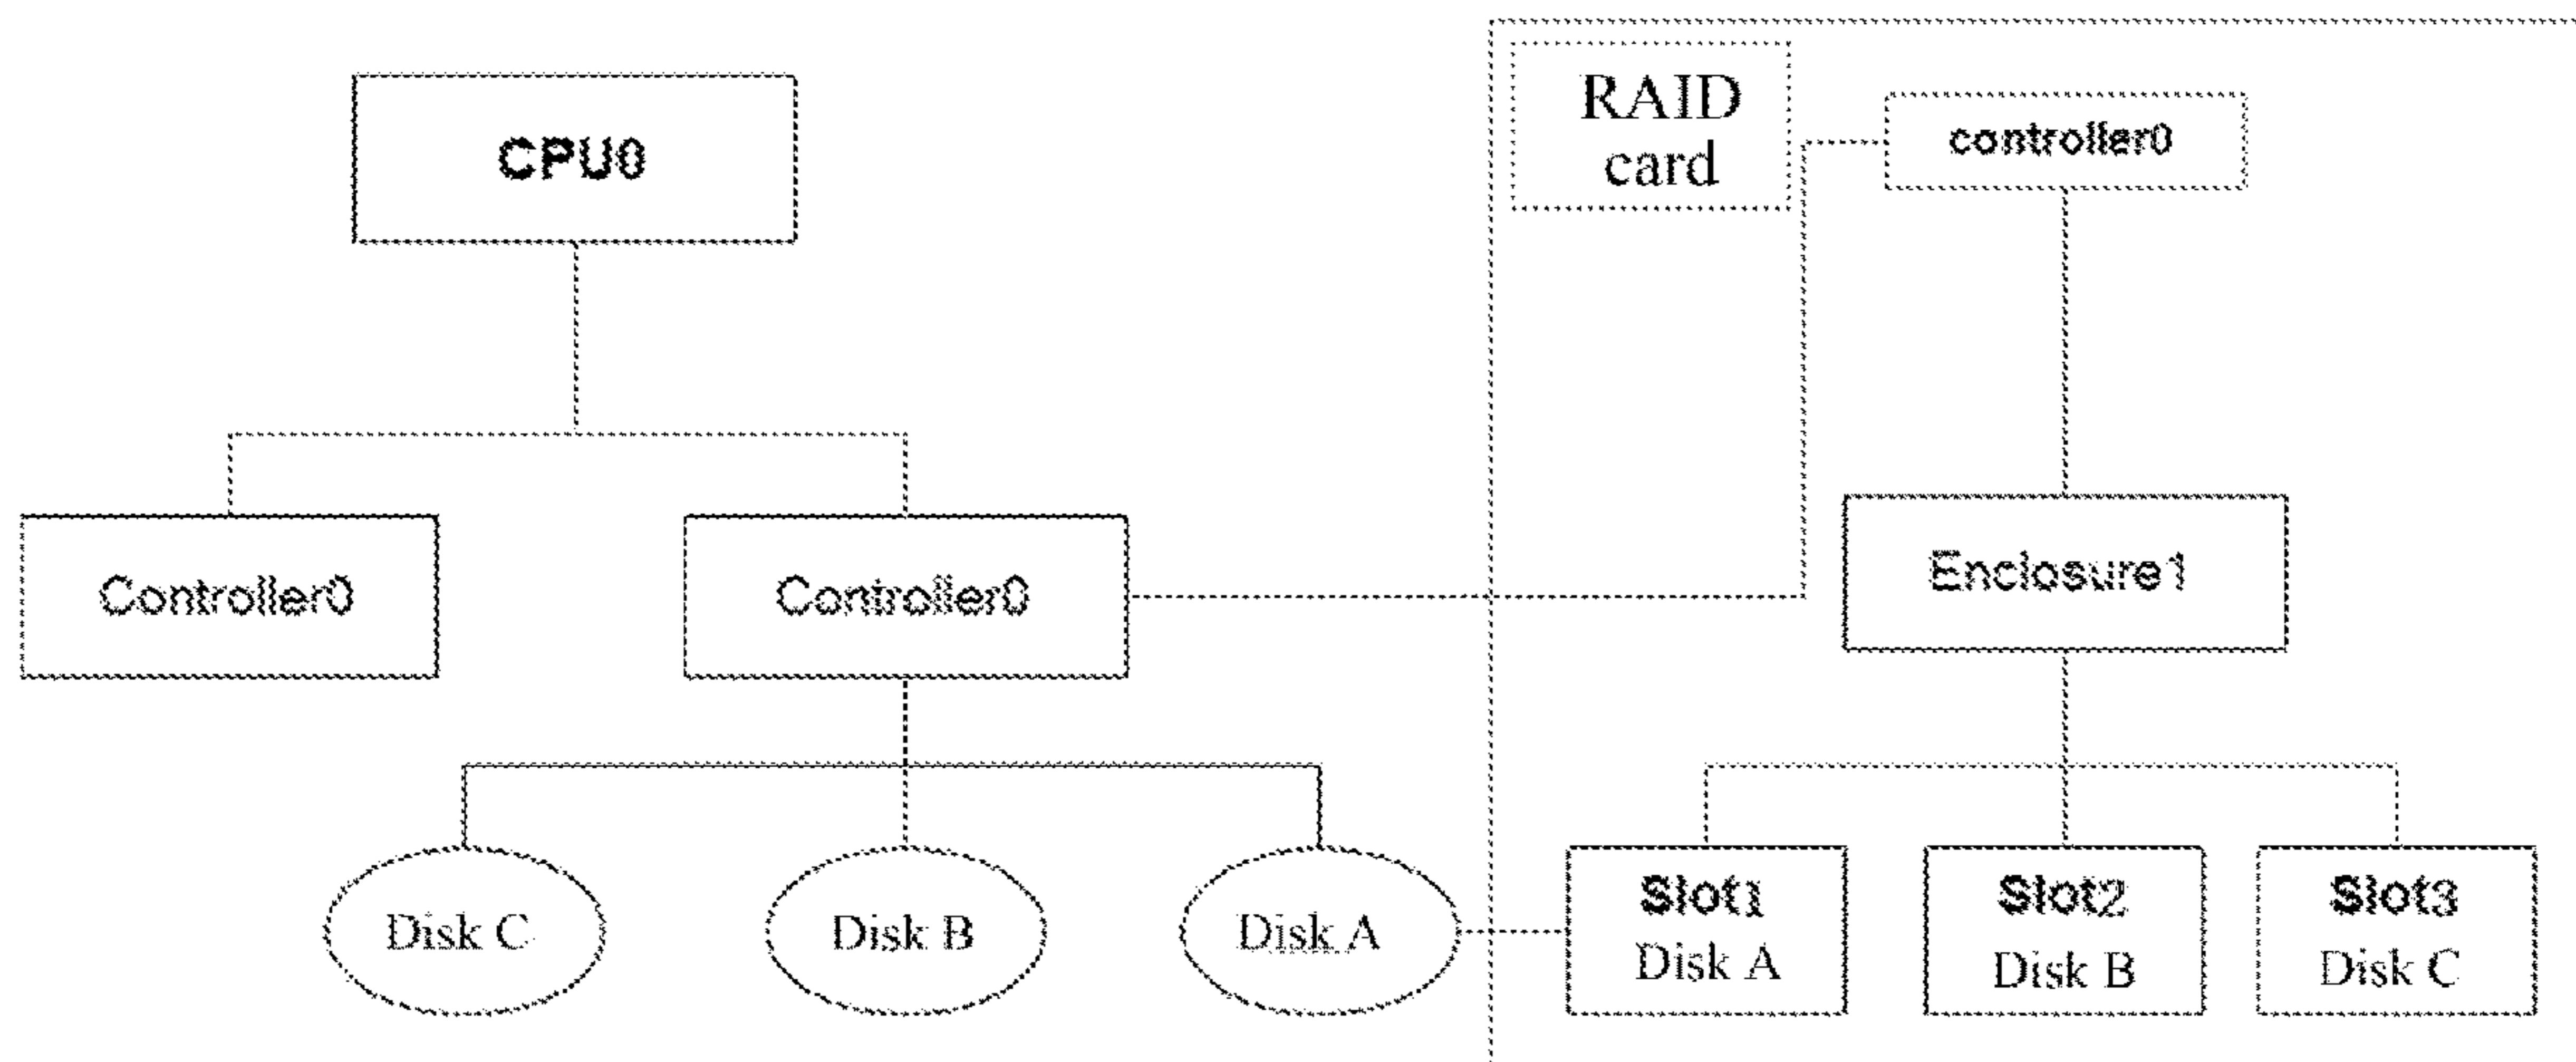 RAID
card
controller0
CPU0
Controller0
Controller0
Enclosure1
Disk C
Disk B
Disk A
Slot1
Disk A
Slot2
Disk B
Slot3
Disk C